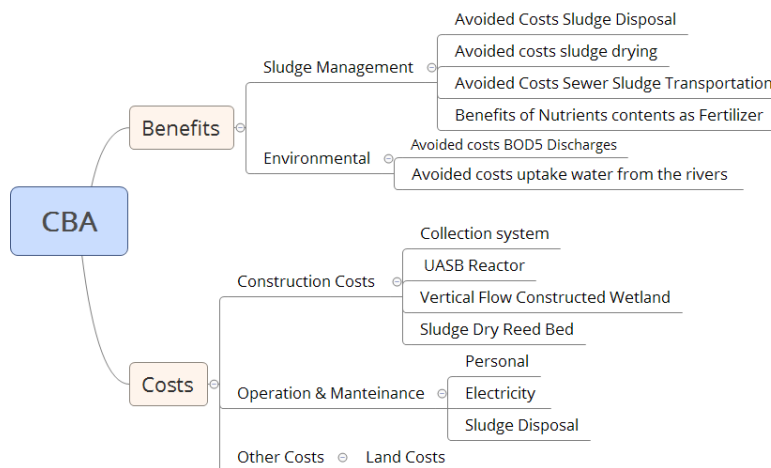 CBA
Benefits
Sludge Management
Avoided Costs Sludge Disposal
Avoided costs sludge drying
Avoided Costs Sewer Sludge Transportation
Benefits of Nutrients contents as Fertilizer
Environmental
Avoided costs BOD5 Discharges
Avoided costs uptake water from the rivers
Costs
Construction Costs
Collection system
UASB Reactor
Vertical Flow Constructed Wetland
Sludge Dry Reed Bed
Operation & Manteinance
Personal
Electricity
Sludge Disposal
Other Costs
Land Costs